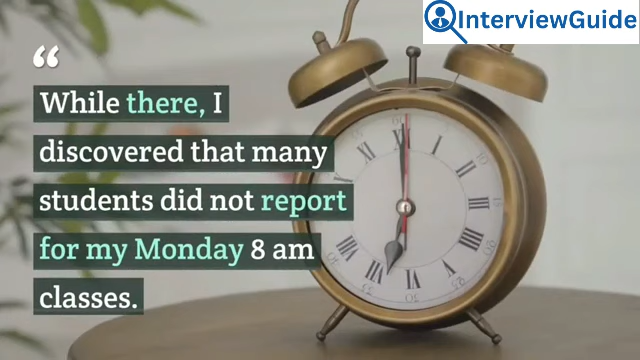 InterviewGuide
“
While there, I
discovered that many
students did not report
for my Monday 8 am
classes.